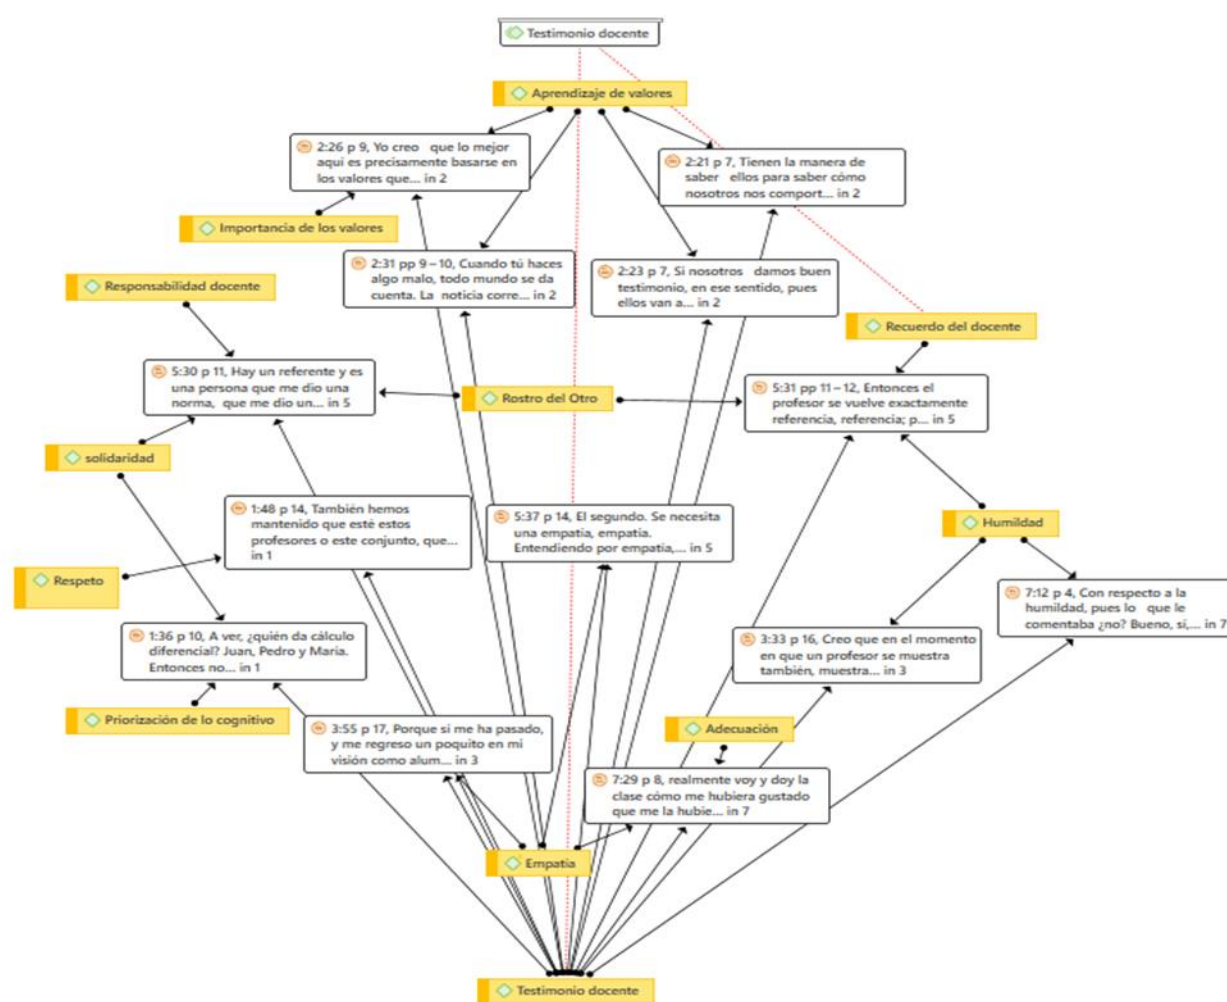 Testimonio docente
Aprendizaje de valores
2:26 p 9, Yo creo que lo mejor
aquí es precisamente basarse en
los valores que... in 2
2:21 p 7, Tienen la manera de
saber ellos para saber cómo
nosotros nos comport... in 2
Importancia de los valores
2:31 pp 9–10, Cuando tú haces
algo malo, todo mundo se da
cuenta. La noticia corre... in 2
2:23 p 7, Si nosotros damos buen
testimonio, en ese sentido, pues
ellos van a... in 2
Responsabilidad docente
Recuerdo del docente
5:30 p 11, Hay un referente y es
una persona que me dio una
norma, que me dio un... in 5
Rostro del Otro
5:31 pp 11–12, Entonces el
profesor se vuelve exactamente
referencia, referencia; p... in 5
solidaridad
1:48 p 14, También hemos
mantenido que esté estos
profesores o este conjunto, que...
in 1
5:37 p 14, El segundo. Se necesita
una empatía, empatía.
Entendiendo por empatía,... in 5
Humildad
Respeto
7:12 p 4, Con respecto a la
humildad, pues lo que le
comentaba ¿no? Bueno, si,... in 7
1:36 p 10, A ver, ¿quién da cálculo
diferencial? Juan, Pedro y María.
Entonces no... in 1
3:33 p 16, Creo que en el momento
en que un profesor se muestra
también, muestra... in 3
Priorización de lo cognitivo
3:55 p 17, Porque si me ha pasado,
y me regreso un poquito en mi
visión como alum... in 3
Adecuación
7:29 p 8, realmente voy y doy la
clase cómo me hubiera gustado
que me la hubie... in 7
Empatía
Testimonio docente